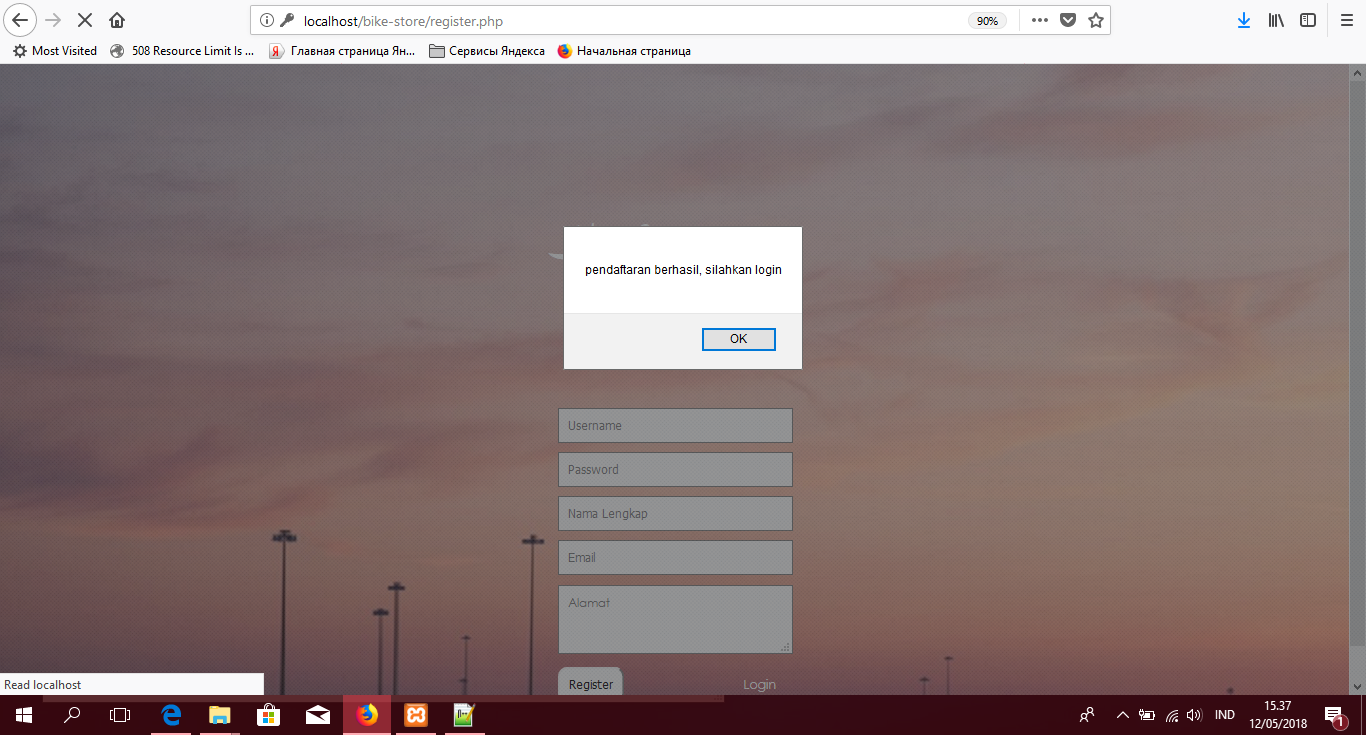 localhost/bike-store/register.php
90%
Most Visited
508 Resource Limit Is ...
Главная страница Ян...
Сервисы Яндекса
Начальная страница
pendaftaran berhasil, silahkan login
OK
Username
Password
Nama Lengkap
Email
Alamat
Register
Login
Read localhost
IND
15.37
12/05/2018
1